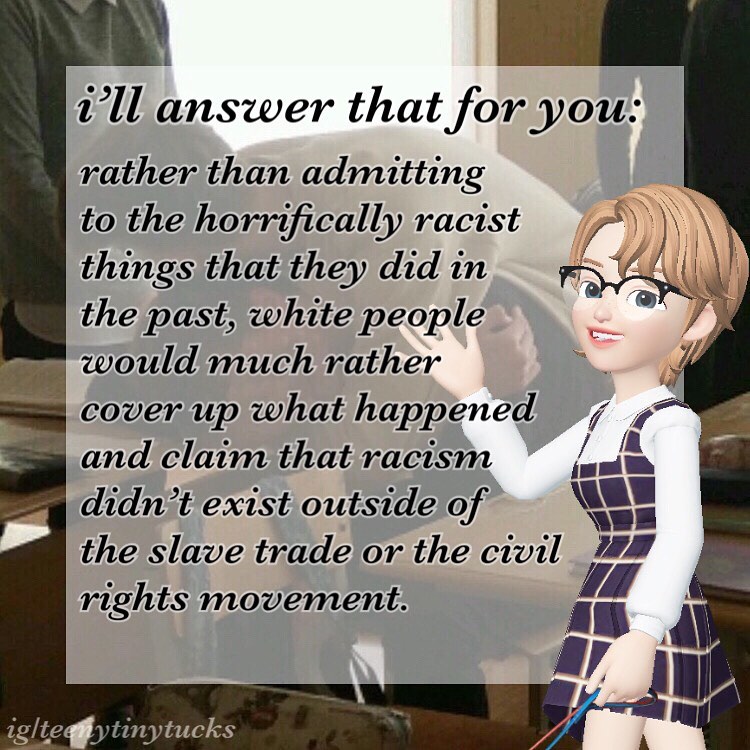 i'll answer that for you:
rather than admitting
to the horrifically racist
things that they did in
the past, white people
would much rather
cover up what happened
and claim that racism
didn't exist outside of
the slave trade or the civil
rights movement.
ig/teenytinytucks